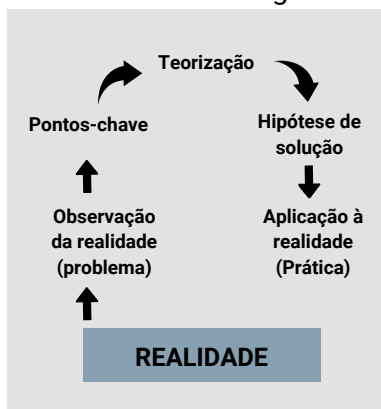 Teorização
Pontos-chave
Hipótese de
solução
Observação
da realidade
(problema)
Aplicação à
realidade
(Prática)
REALIDADE